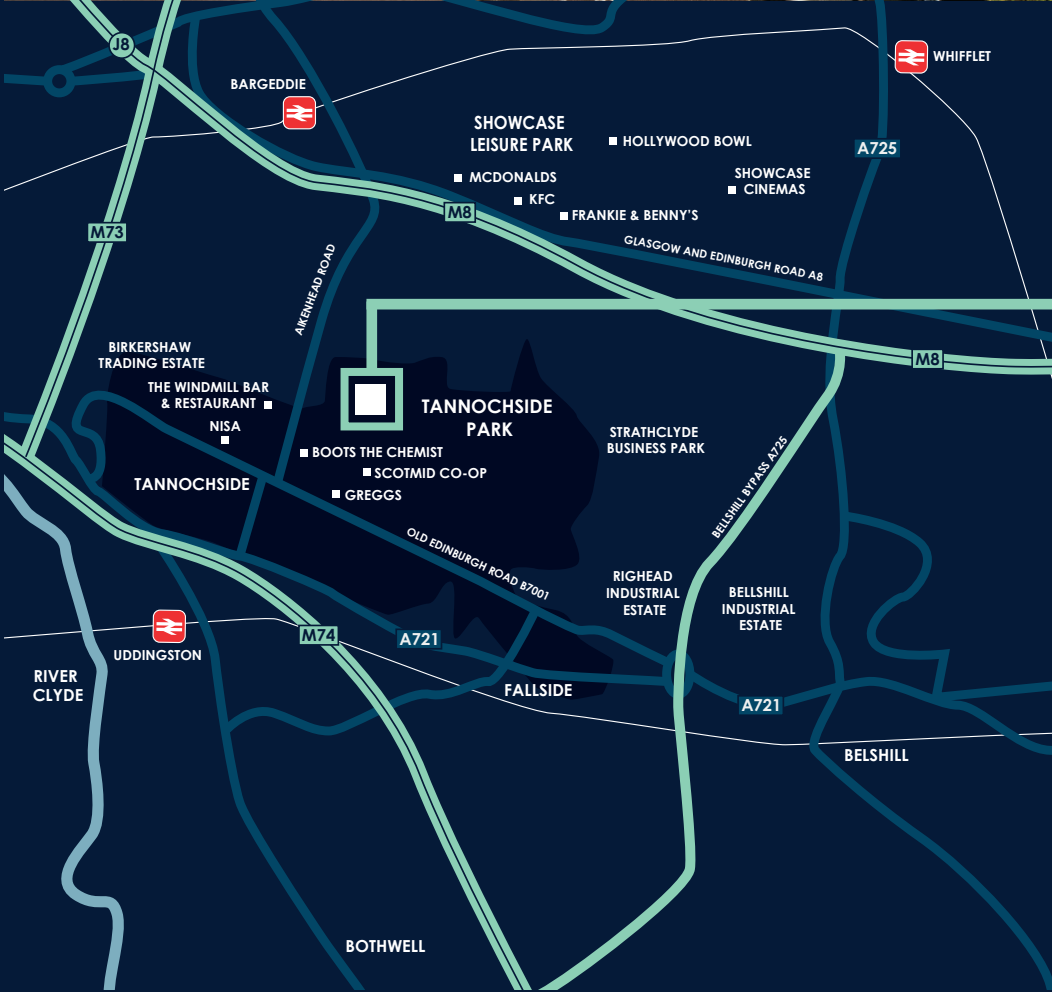 J8
WHIFFLET
BARGEDDIE
SHOWCASE
LEISURE PARK
HOLLYWOOD BOWL
A725
SHOWCASE
CINEMAS
MCDONALDS
KFC
M8
FRANKIE & BENNY'S
M73
GLASGOW AND EDINBURGH ROAD A8
AIKENHEAD ROAD
BIRKERSHAW
TRADING ESTATE
M8
THE WINDMILL BAR
& RESTAURANT
TANNOCHSIDE
PARK
NISA
STRATHCLYDE
BUSINESS PARK
BOOTS THE CHEMIST
SCOTMID CO-OP
TANNOCHSIDE
GREGGS
BELLSHILL BYPASS A725
OLD EDINBURGH ROAD B7001
RIGHEAD
INDUSTRIAL
ESTATE
BELLSHILL
INDUSTRIAL
ESTATE
UDDINGSTON
M74
A721
RIVER
CLYDE
FALLSIDE
A721
BELSHILL
BOTHWELL